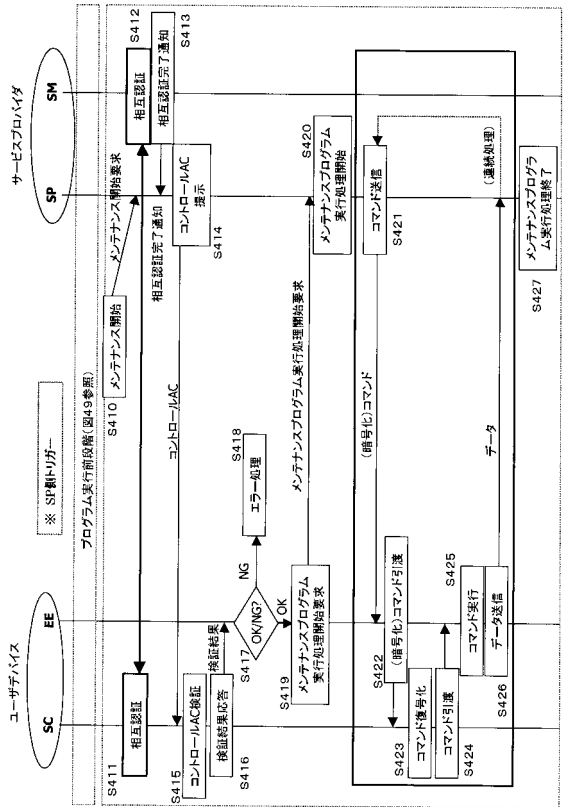 ユーザデバイス
サービスプロバイダ
SC
EE
SP
SM
※ SP側トリガー
プログラム実行前段階(図49参照)
S410
メンテナンス開始
メンテナンス開始要求
S411
相互認証
相互認証
S412
相互認証完了通知
S413
相互認証完了通知
コントロールAC
提示
S414
コントロールAC
S415
コントロールAC検証
検証結果応答
S416
検証結果
OK/NG?
S417
NG
エラー処理
S418
OK
S419
メンテナンスプログラム
実行処理開始要求
メンテナンスプログラム実行処理開始要求
S420
メンテナンスプログラム
実行処理開始
コマンド送信
S421
(暗号化)コマンド
(暗号化)コマンド引渡
S422
S423
コマンド復号化
コマンド引渡
S424
S425
コマンド実行
データ送信
S426
データ
(連続処理)
メンテナンスプログラ
ム実行処理終了
S427